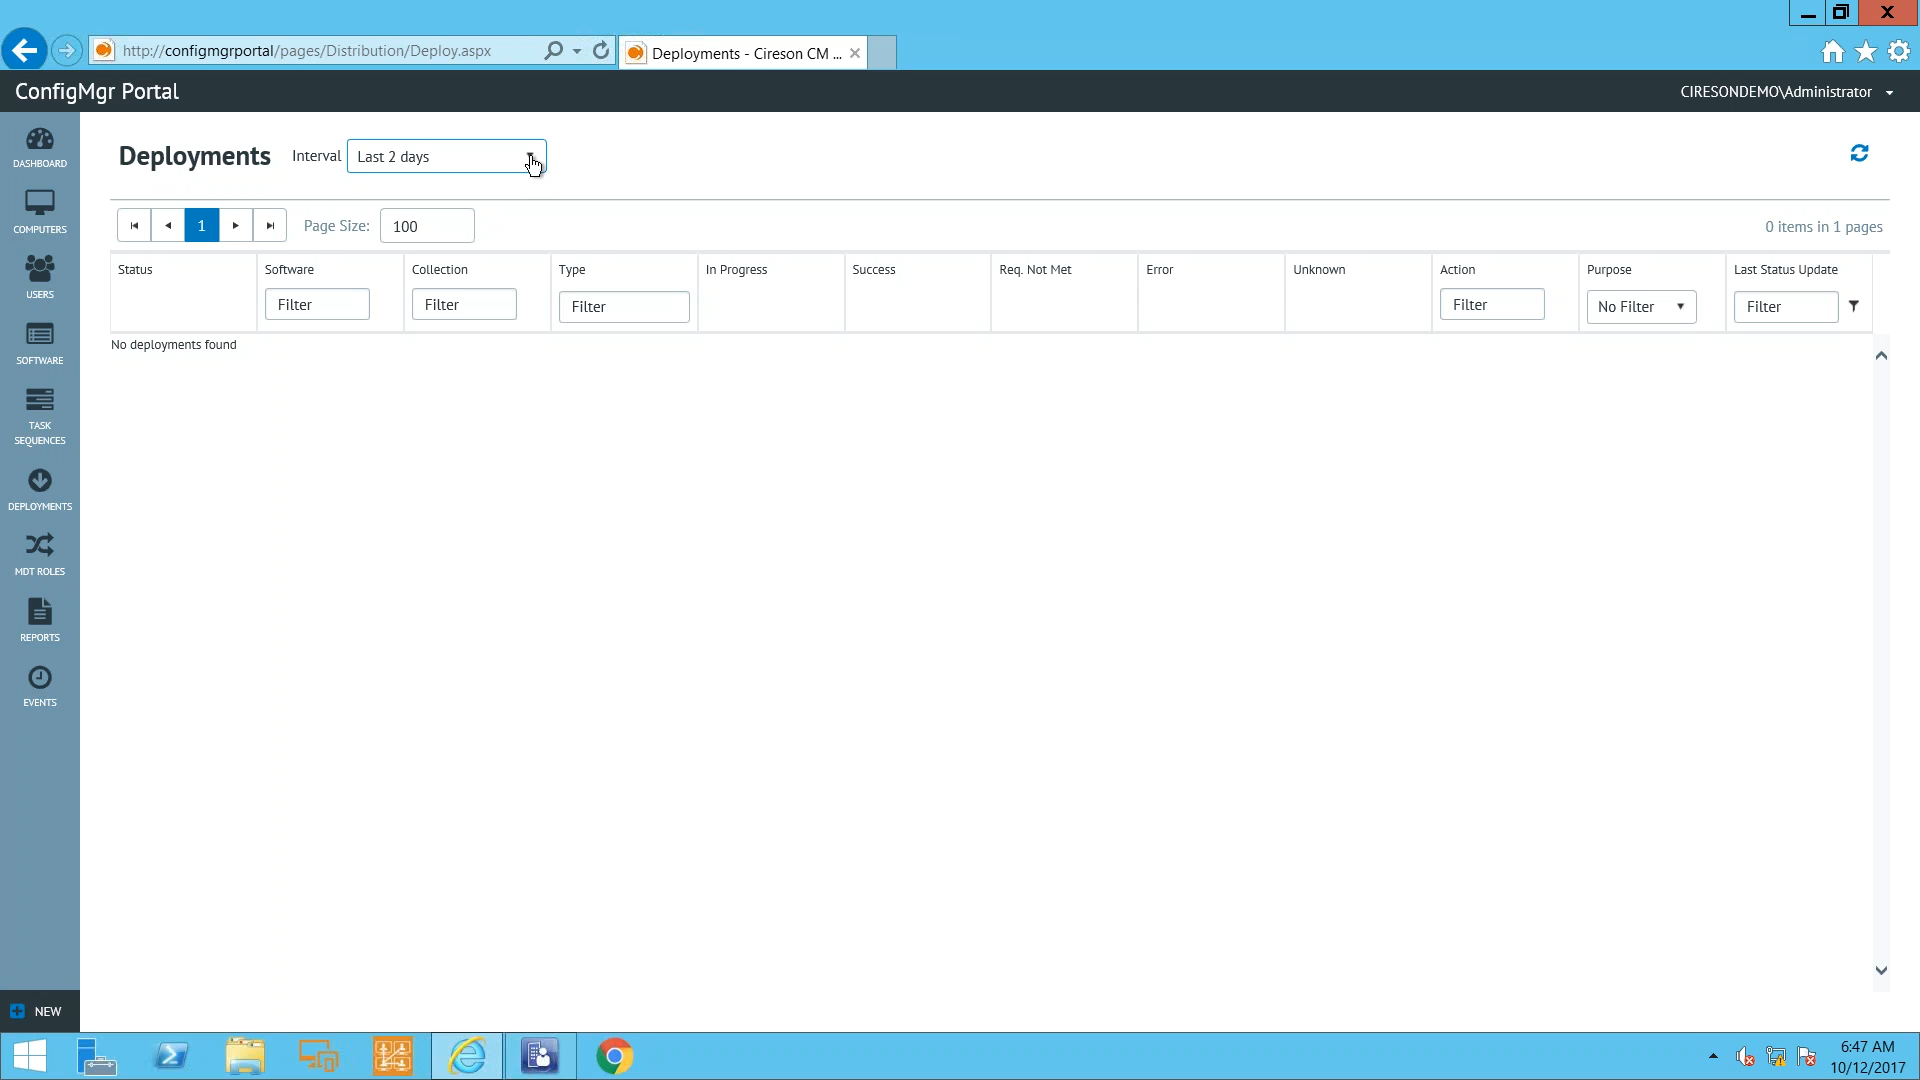 http://configmgrportal/pages/Distribution/Deploy.aspx
Deployments - Cireson CM ...
ConfigMgr Portal
CIRESONDEMO\Administrator
DASHBOARD
COMPUTERS
USERS
SOFTWARE
TASK
SEQUENCES
DEPLOYMENTS
MDT ROLES
REPORTS
EVENTS
NEW
Deployments Interval Last 2 days
1 Page Size: 100 0 items in 1 pages
Status Software Collection Type In Progress Success Req. Not Met Error Unknown Action Purpose Last Status Update
Filter Filter Filter Filter No Filter Filter
No deployments found
6:47 AM
10/12/2017